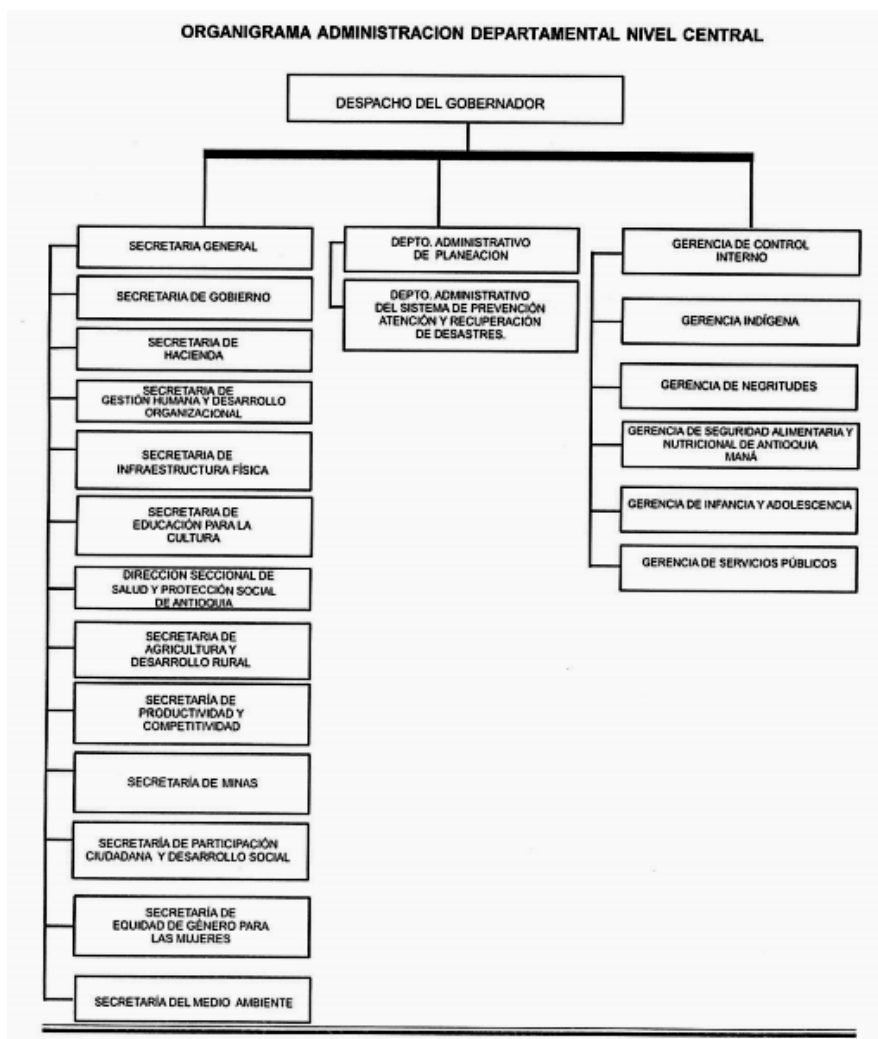 ORGANIGRAMA ADMINISTRACION DEPARTAMENTAL NIVEL CENTRAL
DESPACHO DEL GOBERNADOR
SECRETARIA GENERAL
SECRETARIA DE GOBIERNO
SECRETARIA DE
HACIENDA
SECRETARIA DE
GESTIÓN HUMANA Y DESARROLLO
ORGANIZACIONAL
SECRETARIA DE
INFRAESTRUCTURA FÍSICA
SECRETARIA DE
EDUCACIÓN PARA LA
CULTURA
DIRECCION SECCIONAL DE
SALUD Y PROTECCIÓN SOCIAL
DE ANTIOQUIA
SECRETARIA DE
AGRICULTURA Y
DESARROLLO RURAL
SECRETARÍA DE
PRODUCTIVIDAD Y
COMPETITIVIDAD
SECRETARÍA DE MINAS
SECRETARÍA DE PARTICIPACIÓN
CIUDADANA Y DESARROLLO SOCIAL
SECRETARÍA DE
EQUIDAD DE GÉNERO PARA
LAS MUJERES
SECRETARÍA DEL MEDIO AMBIENTE
DEPTO. ADMINISTRATIVO
DE PLANEACION
DEPTO. ADMINISTRATIVO
DEL SISTEMA DE PREVENCIÓN
ATENCIÓN Y RECUPERACIÓN
DE DESASTRES.
GERENCIA DE CONTROL
INTERNO
GERENCIA INDÍGENA
GERENCIA DE NEGRITUDES
GERENCIA DE SEGURIDAD ALIMENTARIA Y
NUTRICIONAL DE ANTIOQUIA
MANÁ
GERENCIA DE INFANCIA Y ADOLESCENCIA
GERENCIA DE SERVICIOS PÚBLICOS